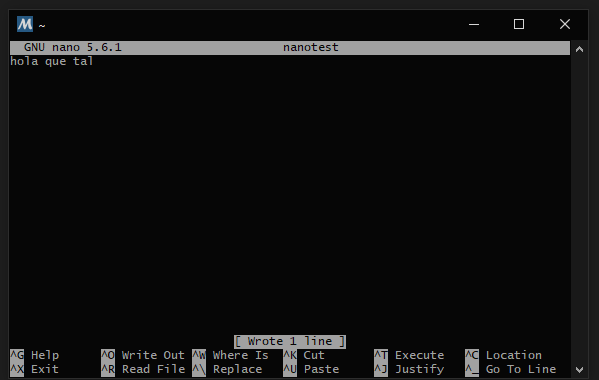 M ~
GNU nano 5.6.1 nanotest
hola que tal
[ Wrote 1 line ]
^G Help ^O Write Out ^W Where Is ^K Cut ^T Execute ^C Location
^X Exit ^R Read File ^\ Replace ^U Paste ^J Justify ^_ Go To Line